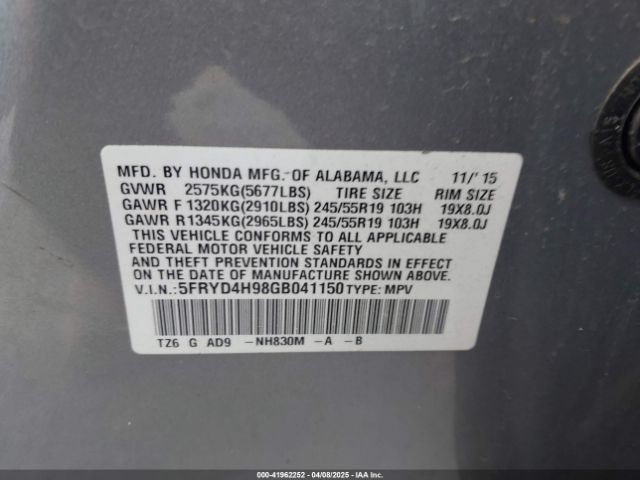 MFD. BY HONDA MFG. OF ALABAMA, LLC 11/'15
GVWR 2575KG(5677LBS) TIRE SIZE RIM SIZE
GAWR F 1320KG(2910LBS) 245/55R19 103H 19X8.0J
GAWR R1345KG(2965LBS) 245/55R19 103H 19X8.0J
THIS VEHICLE CONFORMS TO ALL APPLICABLE
FEDERAL MOTOR VEHICLE SAFETY
AND THEFT PREVENTION STANDARDS IN EFFECT
ON THE DATE OF MANUFACTURE SHOWN ABOVE.
V.I.N.:5FRYD4H98GB041150 TYPE: MPV
TZ6 G AD9 -NH830M -A -B
000-41962252 - 04/08/2025 - IAAI.COM